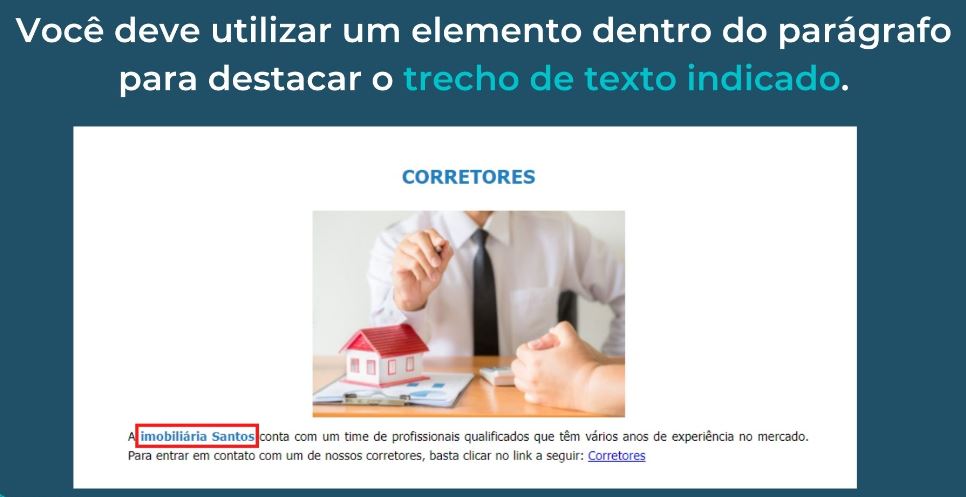 Você deve utilizar um elemento dentro do parágrafo
para destacar o trecho de texto indicado.
CORRETORES
A imobiliária Santos conta com um time de profissionais qualificados que têm vários anos de experiência no mercado.
Para entrar em contato com um de nossos corretores, basta clicar no link a seguir: Corretores